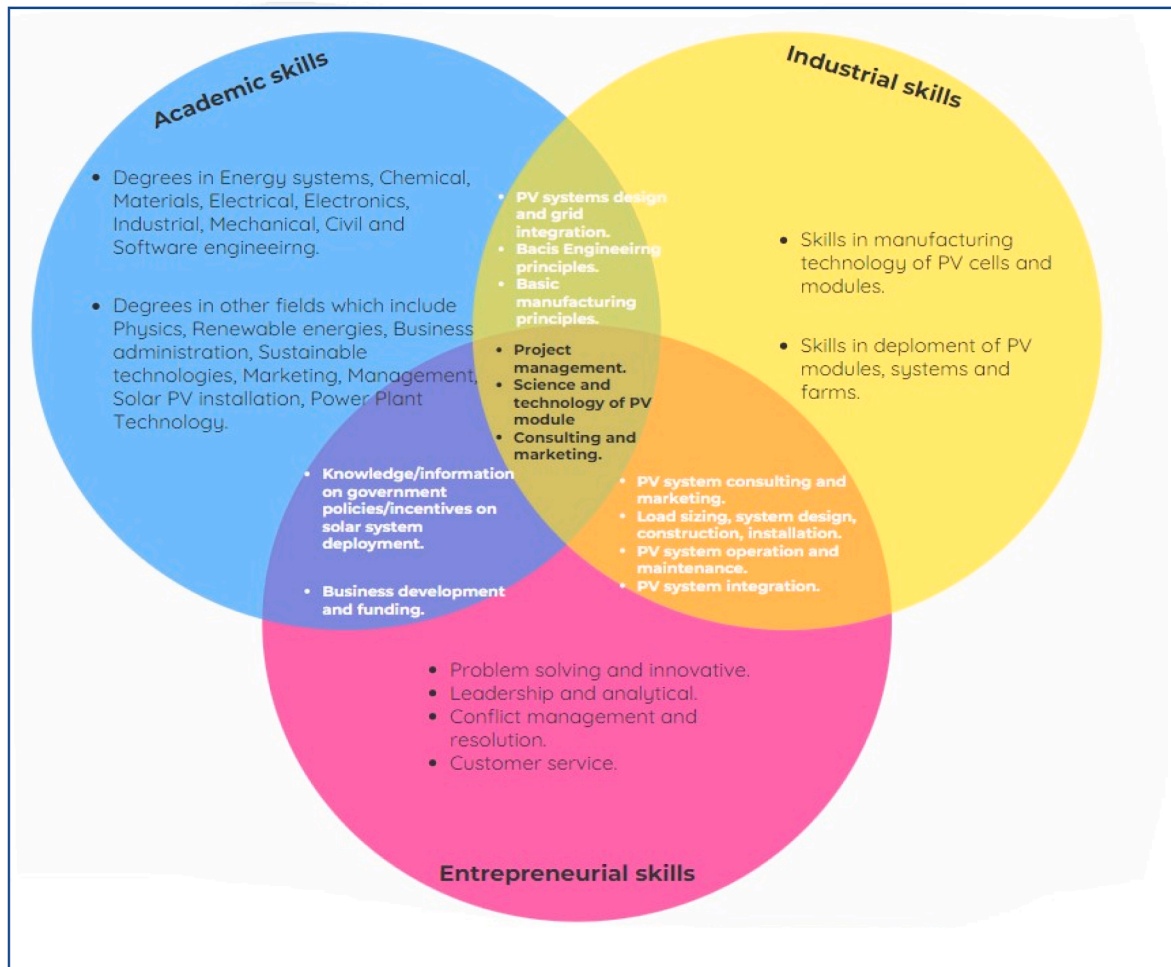 Academic skills
Industrial skills
• Degrees in Energy systems, Chemical,
Materials, Electrical, Electronics,
Industrial, Mechanical, Civil and
Software engineeirng.
• Degrees in other fields which include
Physics, Renewable energies, Business
administration, Sustainable
technologies, Marketing, Management,
Solar PV installation, Power Plant
Technology.
• PV systems design
and grid
integration.
• Bacis Engineeirng
principles.
• Basic
manufacturing
principles.
• Skills in manufacturing
technology of PV cells and
modules.
• Skills in deploment of PV
modules, systems and
farms.
• Project
management.
• Science and
technology of PV
module
• Consulting and
marketing.
• Knowledge/information
on government
policies/incentives on
solar system
deployment.
• Business development
and funding.
• PV system consulting and
marketing.
• Load sizing, system design,
construction, installation.
• PV system operation and
maintenance.
• PV system integration.
• Problem solving and innovative.
• Leadership and analytical.
• Conflict management and
resolution.
• Customer service.
Entrepreneurial skills